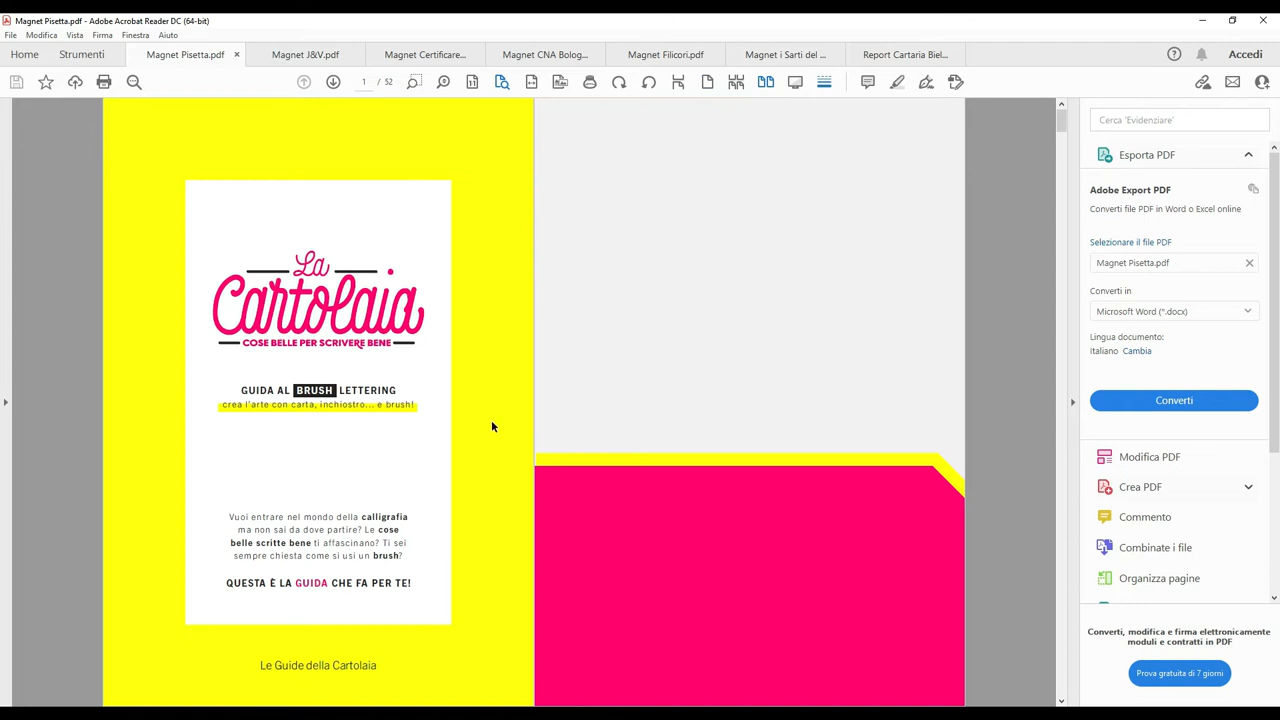 Magnet Pisetta.pdf - Adobe Acrobat Reader DC (64-bit)
File Modifica Vista Firma Finestra Aiuto
Home Strumenti Magnet Pisetta.pdf × Magnet J&V.pdf Magnet Certificare... Magnet CNA Bolog... Magnet Filicori.pdf Magnet i Sarti del ... Report Cartaria Biel... Accedi
1 / 52
La
Cartolaia
COSE BELLE PER SCRIVERE BENE
GUIDA AL BRUSH LETTERING
crea l'arte con carta, inchiostro... e brush!
Vuoi entrare nel mondo della calligrafia
ma non sai da dove partire? Le cose
belle scritte bene ti affascinano? Ti sei
sempre chiesta come si usi un brush?
QUESTA È LA GUIDA CHE FA PER TE!
Le Guide della Cartolaia
Cerca 'Evidenziare'
Esporta PDF
Adobe Export PDF
Converti file PDF in Word o Excel online
Selezionare il file PDF
Magnet Pisetta.pdf
Converti in
Microsoft Word (*.docx)
Lingua documento:
Italiano Cambia
Converti
Modifica PDF
Crea PDF
Commento
Combinate i file
Organizza pagine
Converti, modifica e firma elettronicamente
moduli e contratti in PDF
Prova gratuita di 7 giorni